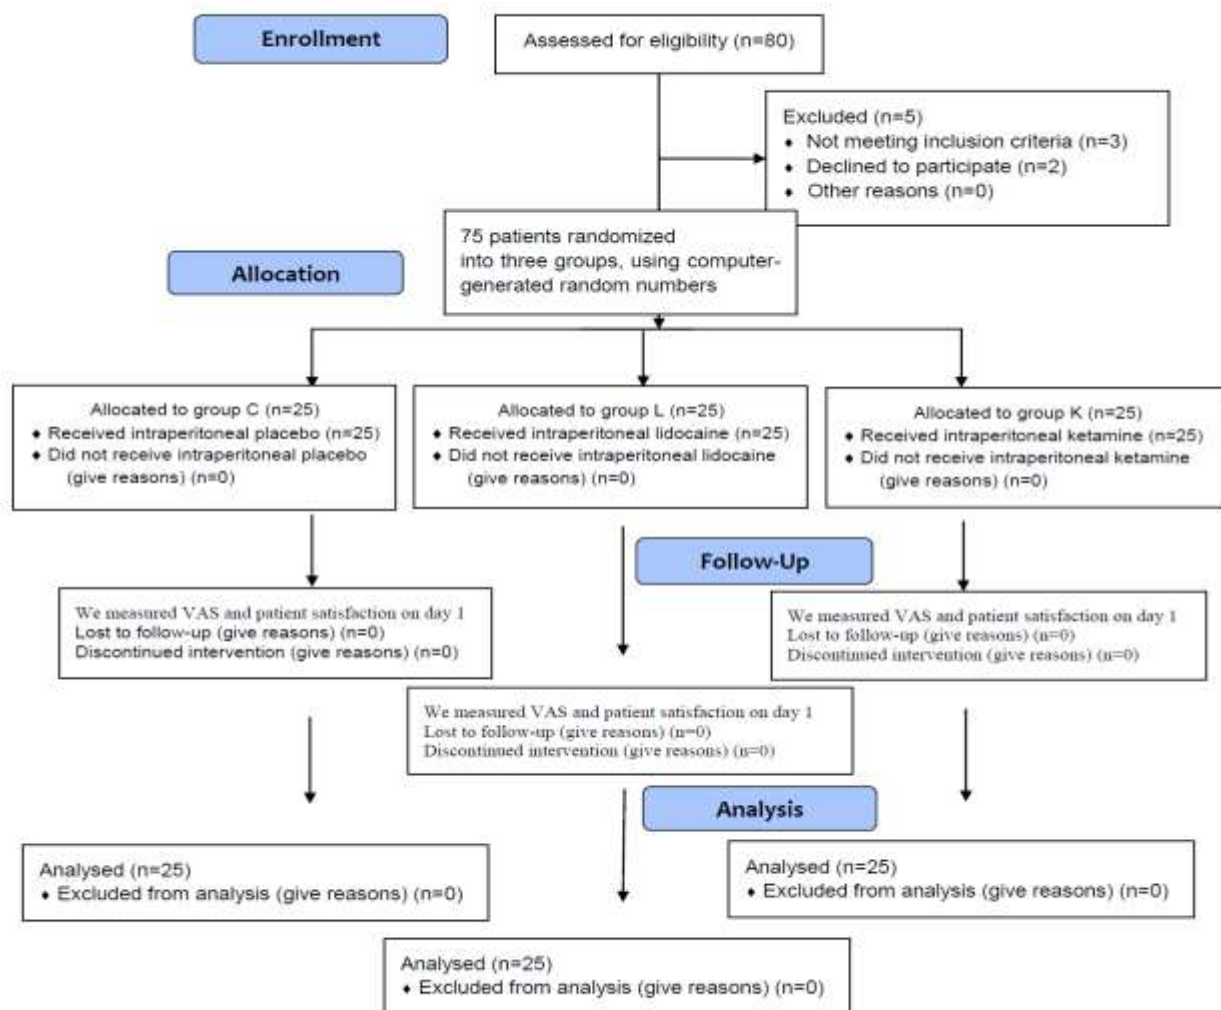 Enrollment
Assessed for eligibility (n=80)
Excluded (n=5)
♦ Not meeting inclusion criteria (n=3)
♦ Declined to participate (n=2)
♦ Other reasons (n=0)
75 patients randomized
into three groups, using computer-
generated random numbers
Allocation
Allocated to group C (n=25)
♦ Received intraperitoneal placebo (n=25)
♦ Did not receive intraperitoneal placebo
(give reasons) (n=0)
Allocated to group L (n=25)
♦ Received intraperitoneal lidocaine (n=25)
♦ Did not receive intraperitoneal lidocaine
(give reasons) (n=0)
Allocated to group K (n=25)
♦ Received intraperitoneal ketamine (n=25)
♦ Did not receive intraperitoneal ketamine
(give reasons) (n=0)
Follow-Up
We measured VAS and patient satisfaction on day 1
Lost to follow-up (give reasons) (n=0)
Discontinued intervention (give reasons) (n=0)
We measured VAS and patient satisfaction on day 1
Lost to follow-up (give reasons) (n=0)
Discontinued intervention (give reasons) (n=0)
We measured VAS and patient satisfaction on day 1
Lost to follow-up (give reasons) (n=0)
Discontinued intervention (give reasons) (n=0)
Analysis
Analysed (n=25)
♦ Excluded from analysis (give reasons) (n=0)
Analysed (n=25)
♦ Excluded from analysis (give reasons) (n=0)
Analysed (n=25)
♦ Excluded from analysis (give reasons) (n=0)